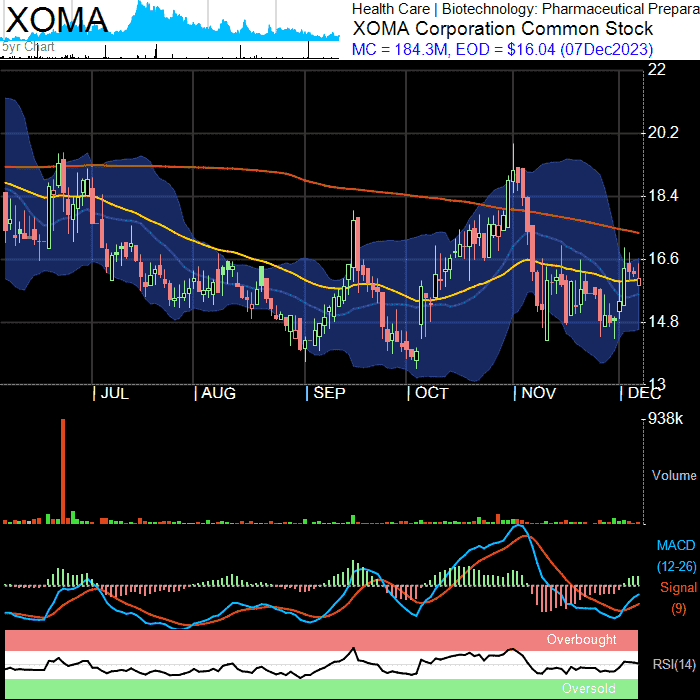 XOMA
5yr Chart
Health Care | Biotechnology: Pharmaceutical Prepara
XOMA Corporation Common Stock
MC = 184.3M, EOD = $16.04 (07Dec2023)
22
20.2
18.4
16.6
14.8
13
| JUL | AUG | SEP | OCT | NOV | DEC
938k
Volume
MACD
(12-26)
Signal
(9)
Overbought
RSI(14)
Oversold